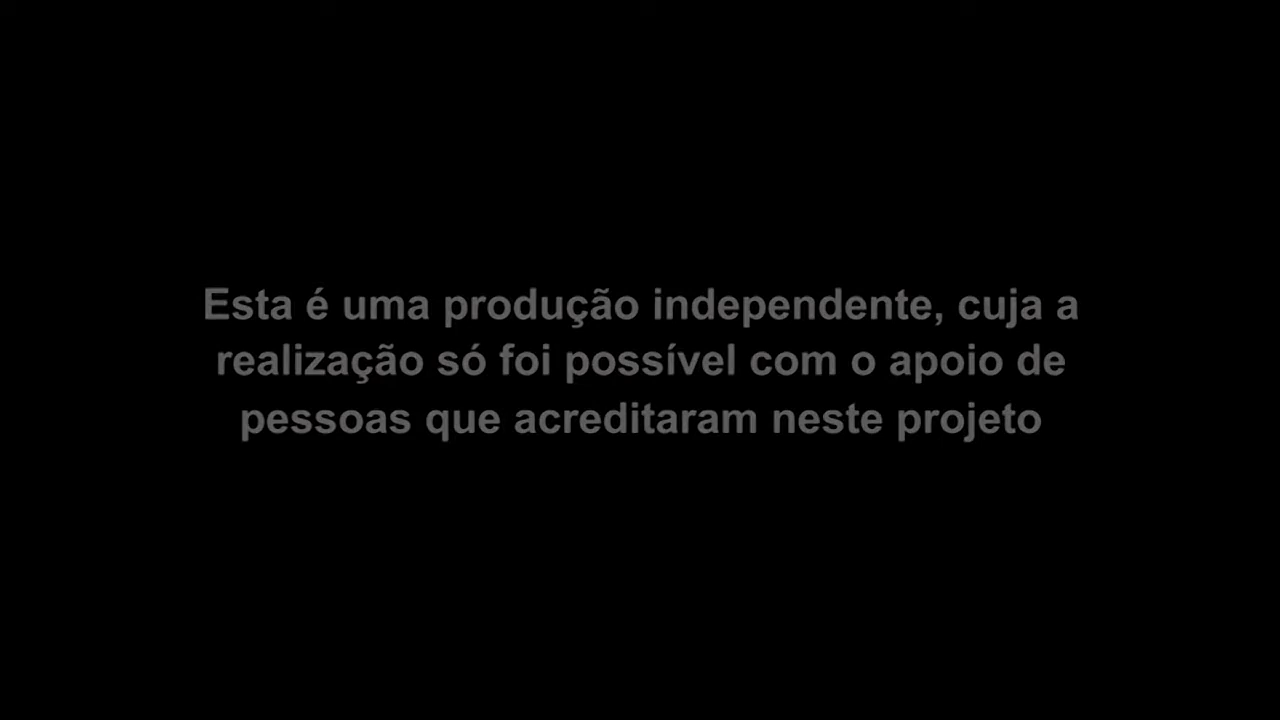 Esta é uma produção independente, cuja a
realização só foi possível com o apoio de
pessoas que acreditaram neste projeto